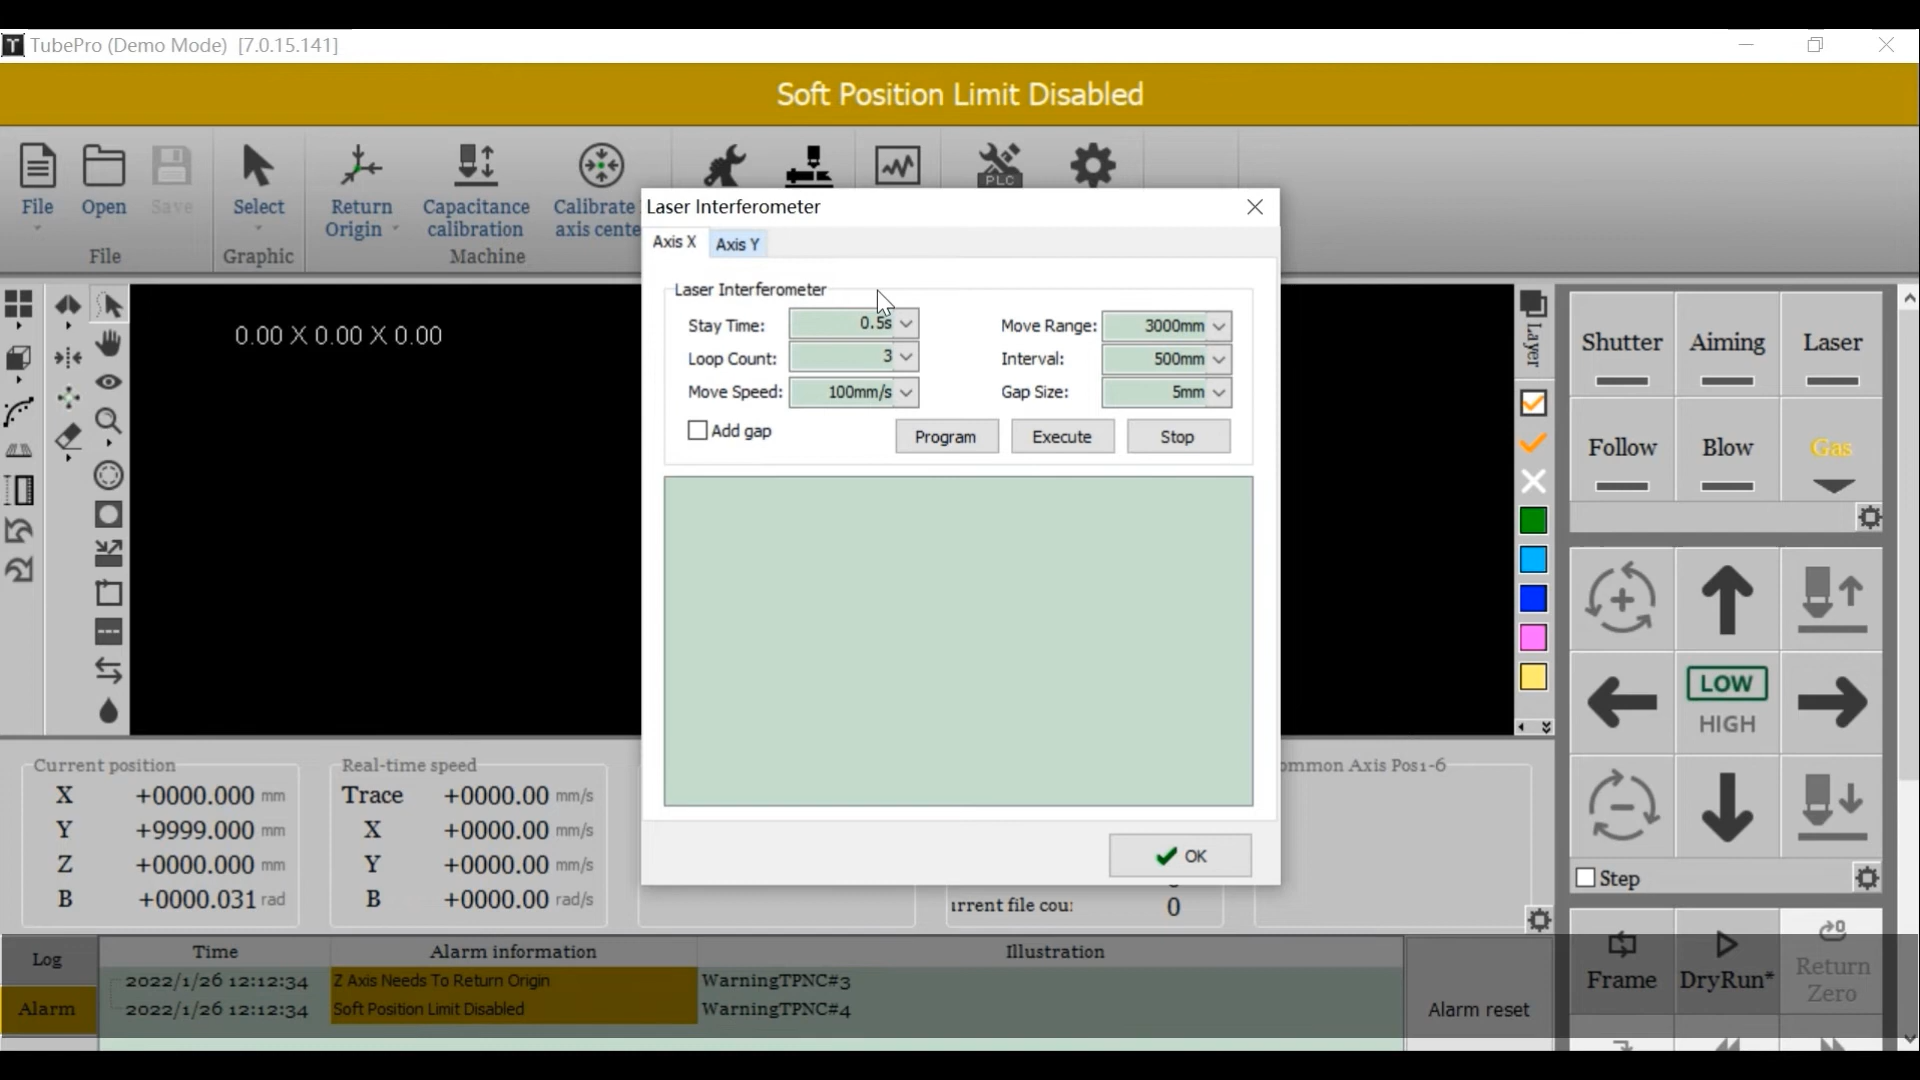 TubePro (Demo Mode) [7.0.15.141]
Soft Position Limit Disabled
File
Open
Save
Select
Return
Origin
Capacitance
calibration
Calibrate
axis cente
PLC
File
Graphic
Machine
Laser Interferometer
Axis X
Axis Y
Laser Interferometer
Stay Time: 0.5s
Move Range: 3000mm
Loop Count: 3
Interval: 500mm
Move Speed: 100mm/s
Gap Size: 5mm
Add gap
Program
Execute
Stop
OK
0.00 X 0.00 X 0.00
Layer
Shutter
Aiming
Laser
Follow
Blow
Gas
LOW
HIGH
Step
Current position
X +0000.000 mm
Y +9999.000 mm
Z +0000.000 mm
B +0000.031 rad
Real-time speed
Trace +0000.00 mm/s
X +0000.00 mm/s
Y +0000.00 mm/s
B +0000.00 rad/s
0
ommon Axis Pos1-6
Log
Alarm
Time
Alarm information
Illustration
2022/1/26 12:12:34 Z Axis Needs To Return Origin WarningTPNC#3
2022/1/26 12:12:34 Soft Position Limit Disabled WarningTPNC#4
Alarm reset
Frame
DryRun*
Return
Zero